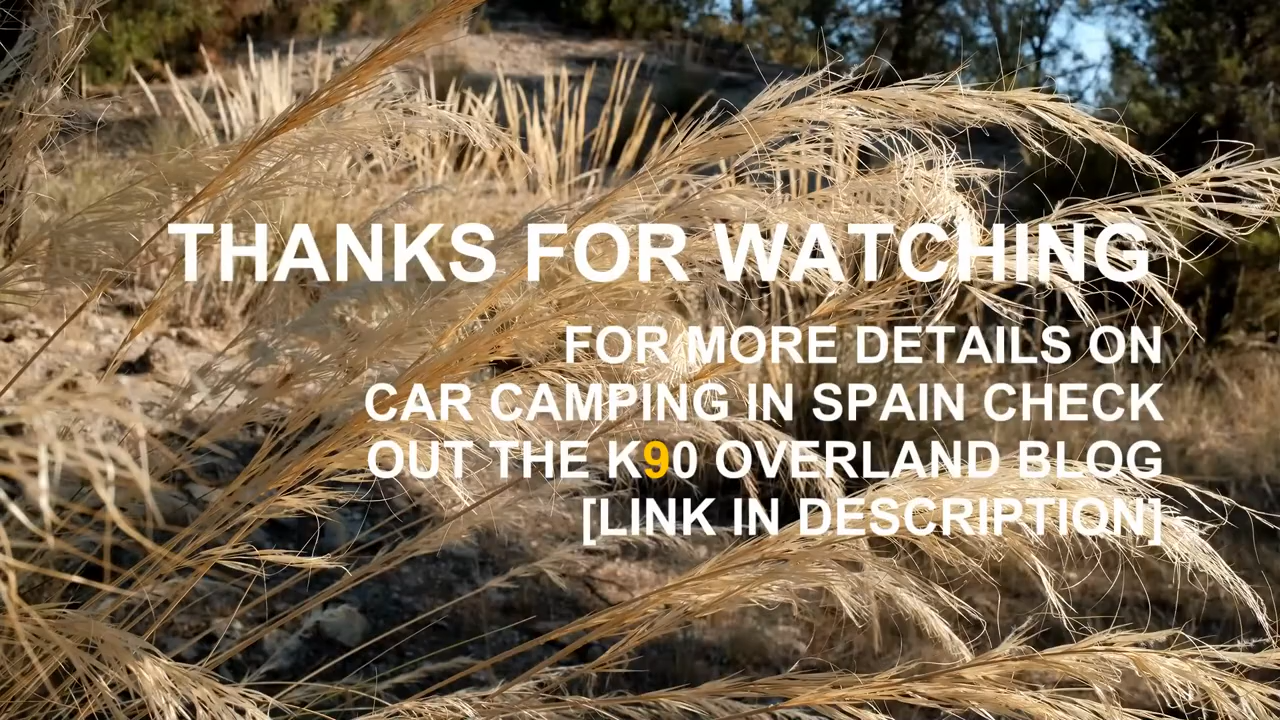 THANKS FOR WATCHING
FOR MORE DETAILS ON
CAR CAMPING IN SPAIN CHECK
OUT THE K90 OVERLAND BLOG
[LINK IN DESCRIPTION]